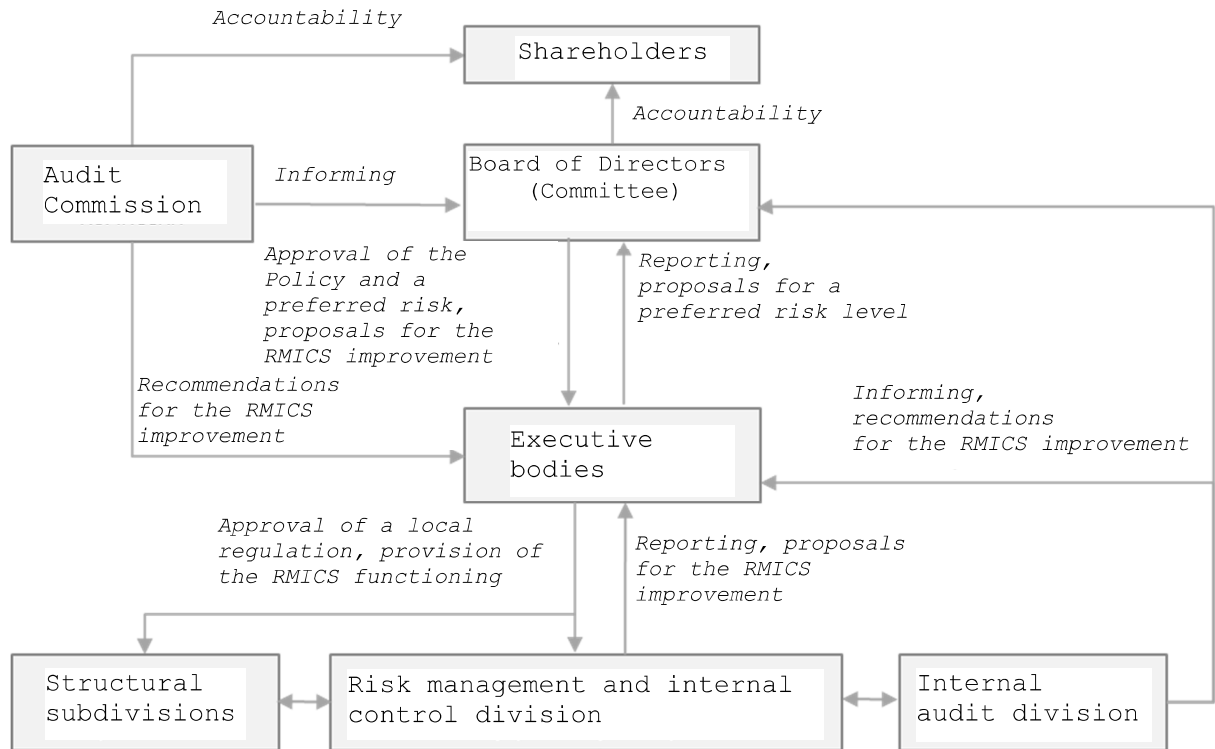 Accountability
Shareholders
Accountability
Audit
Commission
Informing
Board of Directors
(Committee)
Approval of the
Policy and a
preferred risk,
proposals for the
RMICS improvement
Reporting,
proposals for a
preferred risk level
Recommendations
for the RMICS
improvement
Informing,
recommendations
for the RMICS improvement
Executive
bodies
Approval of a local
regulation, provision of
the RMICS functioning
Reporting, proposals
for the RMICS
improvement
Structural
subdivisions
Risk management and internal
control division
Internal
audit division